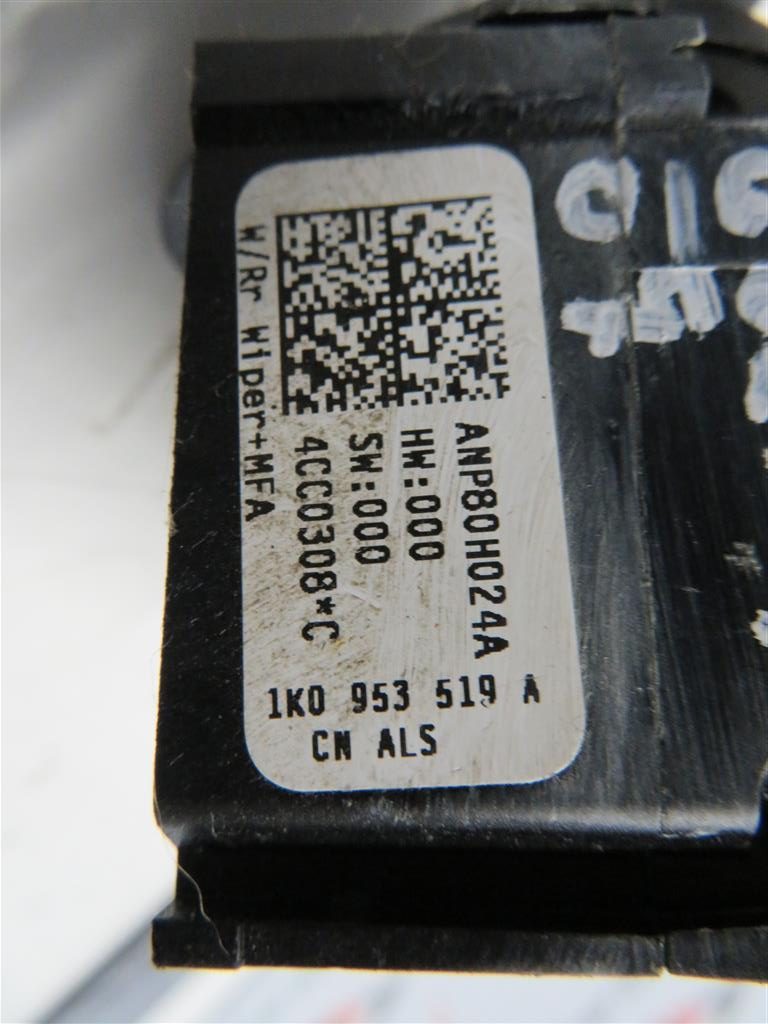 W/Rr Wiper+MFA
ANP80H024A
HW:000
SW:000
4CC0308*C
1K0 953 519 A
CN ALS